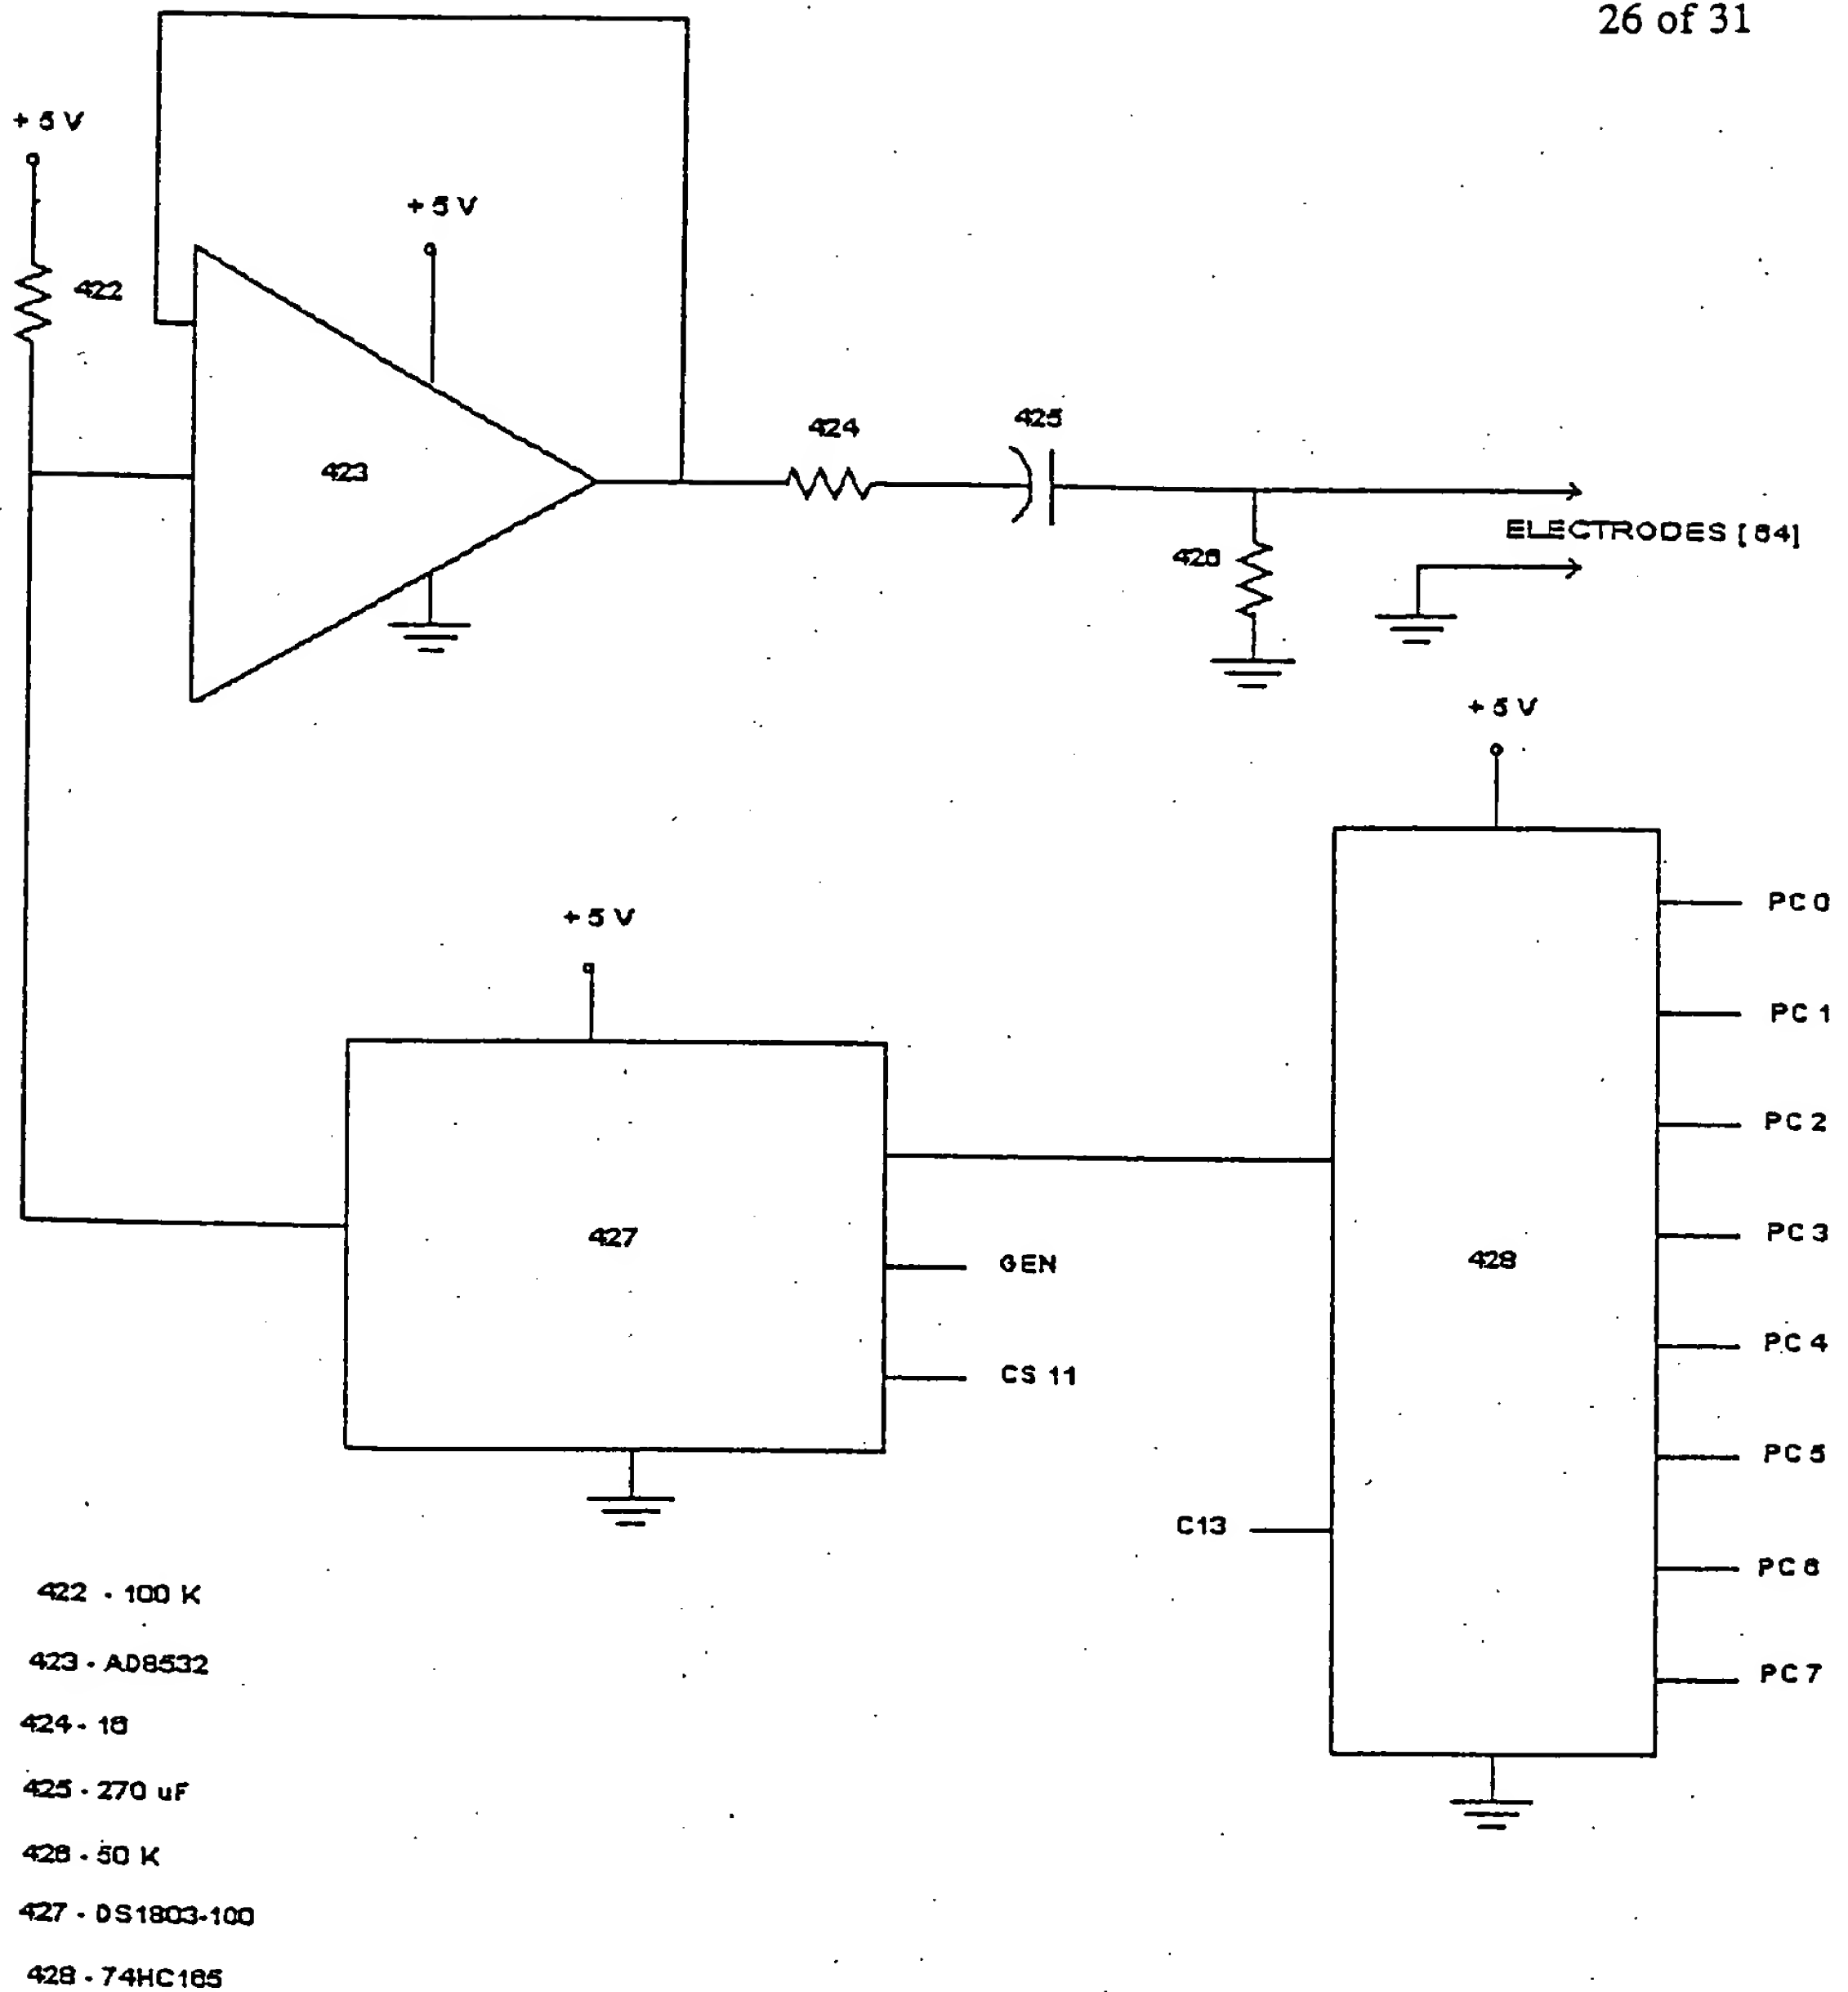 26 of 31
+ 5 V
+ 5 V
422
423
424
425
426
ELECTRODES [64]
+ 5 V
+ 5 V
PC 0
PC 1
PC 2
PC 3
PC 4
PC 5
PC 6
PC 7
427
GEN
CS 11
428
C13
422 - 100 K
423 - AD8532
424 - 18
425 - 270 uF
426 - 50 K
427 - DS1803-100
428 - 74HC165